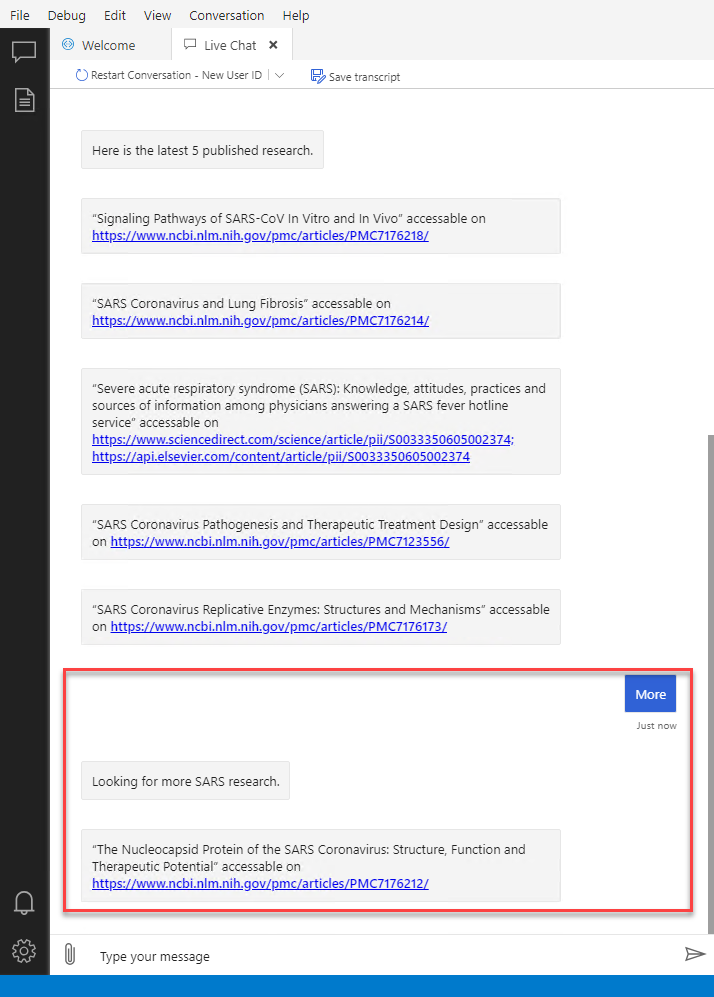 File Debug Edit View Conversation Help
Welcome Live Chat
Restart Conversation - New User ID Save transcript
Here is the latest 5 published research.
“Signaling Pathways of SARS-CoV In Vitro and In Vivo” accessable on
https://www.ncbi.nlm.nih.gov/pmc/articles/PMC7176218/
“SARS Coronavirus and Lung Fibrosis” accessable on
https://www.ncbi.nlm.nih.gov/pmc/articles/PMC7176214/
“Severe acute respiratory syndrome (SARS): Knowledge, attitudes, practices and
sources of information among physicians answering a SARS fever hotline
service” accessable on
https://www.sciencedirect.com/science/article/pii/S0033350605002374;
https://api.elsevier.com/content/article/pii/S0033350605002374
“SARS Coronavirus Pathogenesis and Therapeutic Treatment Design” accessable
on https://www.ncbi.nlm.nih.gov/pmc/articles/PMC7123556/
“SARS Coronavirus Replicative Enzymes: Structures and Mechanisms” accessable
on https://www.ncbi.nlm.nih.gov/pmc/articles/PMC7176173/
More
Just now
Looking for more SARS research.
“The Nucleocapsid Protein of the SARS Coronavirus: Structure, Function and
Therapeutic Potential” accessable on
https://www.ncbi.nlm.nih.gov/pmc/articles/PMC7176212/
Type your message